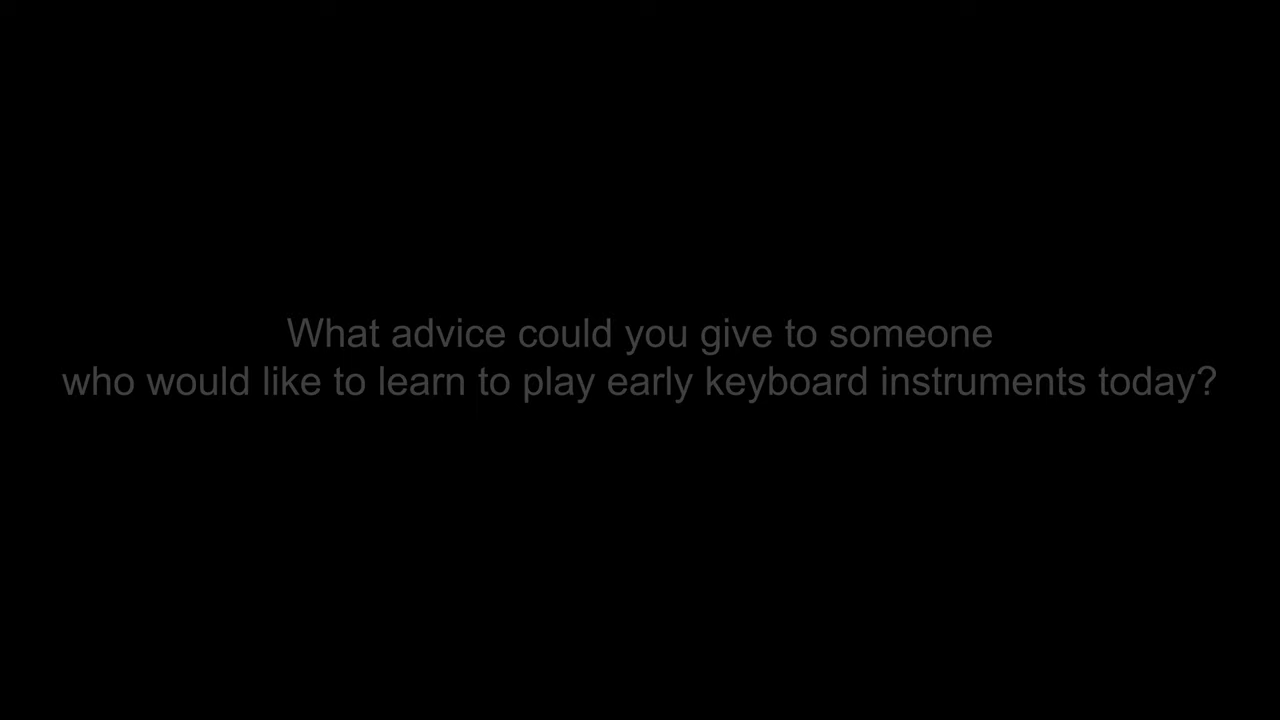 What advice could you give to someone
who would like to learn to play early keyboard instruments today?